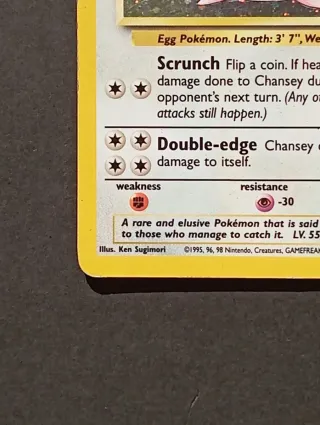 Egg Pokémon. Length: 3' 7", We
Scrunch Flip a coin. If hea
damage done to Chansey du
opponent's next turn. (Any o
attacks still happen.)
Double-edge Chansey
damage to itself.
weakness resistance
-30
A rare and elusive Pokémon that is said
to those who manage to catch it. LV. 55
Illus. Ken Sugimori ©1995, 96, 98 Nintendo, Creatures, GAMEFREAK